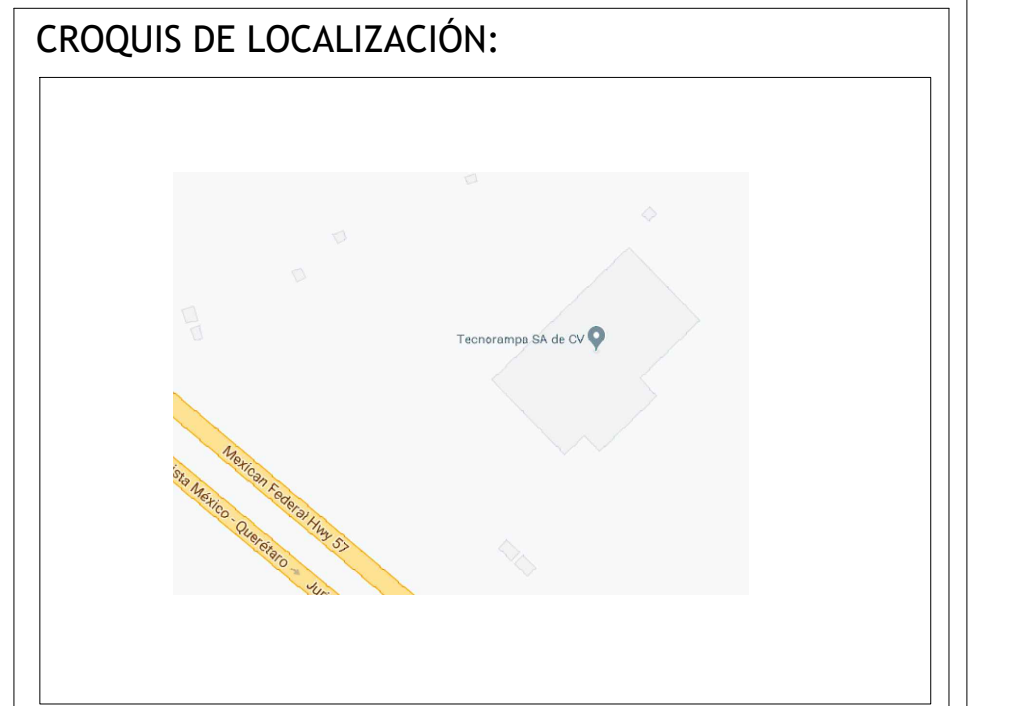 CROQUIS DE LOCALIZACIÓN:
Tecnorampa SA de CV
Mexican Federal Hwy 57
sta México - Querétaro